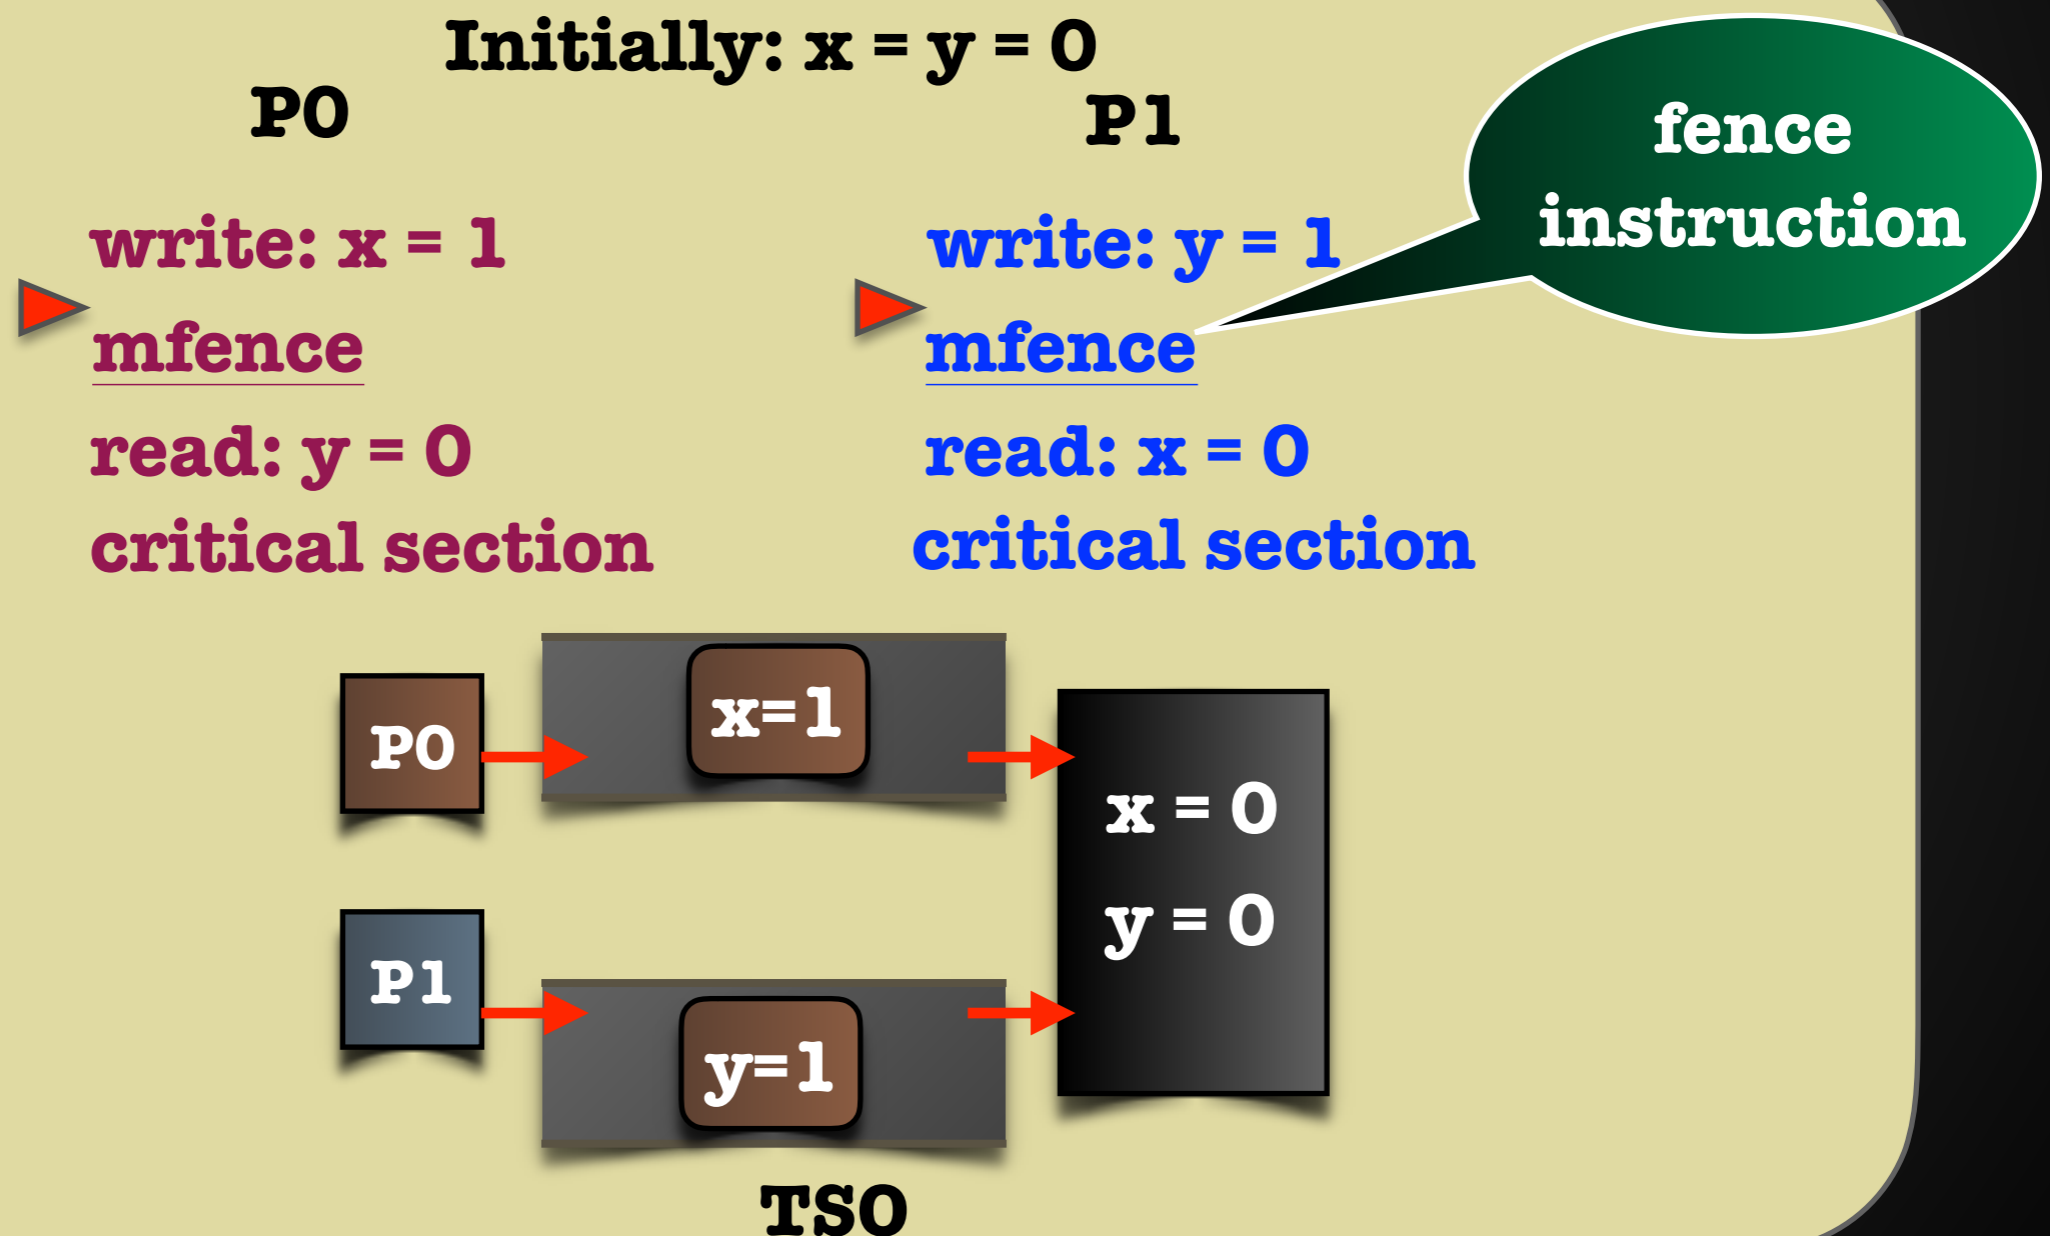 Initially: x = y = 0
P0
P1
fence
instruction
write: x = 1
mfence
read: y = 0
critical section
write: y = 1
mfence
read: x = 0
critical section
P0
x=1
x = 0
y = 0
P1
y=1
TSO